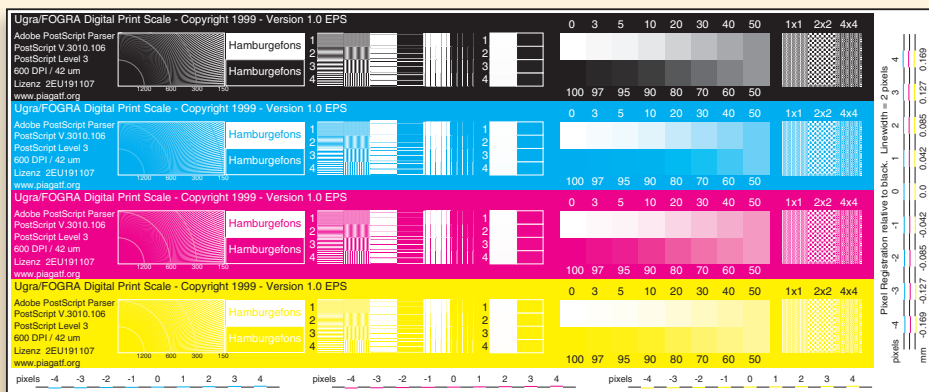 Ugra/FOGRA Digital Print Scale - Copyright 1999 - Version 1.0 EPS
Adobe PostScript Parser
PostScript V.3010.106
PostScript Level 3
600 DPI / 42 um
Lizenz 2EU191107
www.piagatf.org
1200 600 300 150
Hamburgefons
Hamburgefons
1
2
3
4
0 3 5 10 20 30 40 50
100 97 95 90 80 70 60 50
1x1 2x2 4x4
Ugra/FOGRA Digital Print Scale - Copyright 1999 - Version 1.0 EPS
Adobe PostScript Parser
PostScript V.3010.106
PostScript Level 3
600 DPI / 42 um
Lizenz 2EU191107
www.piagatf.org
1200 600 300 150
Hamburgefons
Hamburgefons
1
2
3
4
0 3 5 10 20 30 40 50
100 97 95 90 80 70 60 50
1x1 2x2 4x4
Ugra/FOGRA Digital Print Scale - Copyright 1999 - Version 1.0 EPS
Adobe PostScript Parser
PostScript V.3010.106
PostScript Level 3
600 DPI / 42 um
Lizenz 2EU191107
www.piagatf.org
1200 600 300 150
Hamburgefons
Hamburgefons
1
2
3
4
0 3 5 10 20 30 40 50
100 97 95 90 80 70 60 50
1x1 2x2 4x4
Ugra/FOGRA Digital Print Scale - Copyright 1999 - Version 1.0 EPS
Adobe PostScript Parser
PostScript V.3010.106
PostScript Level 3
600 DPI / 42 um
Lizenz 2EU191107
www.piagatf.org
1200 600 300 150
Hamburgefons
Hamburgefons
1
2
3
4
0 3 5 10 20 30 40 50
100 97 95 90 80 70 60 50
1x1 2x2 4x4
pixels -4 -3 -2 -1 0 1 2 3 4
pixels -4 -3 -2 -1 0 1 2 3 4
pixels -4 -3 -2 -1 0 1 2 3 4
Pixel Registration relative to black. Linewidth = 2 pixels
pixels -4 -3 -2 -1 0 1 2 3 4
mm -0.169 -0.127 -0.085 -0.042 0.0 0.042 0.085 0.127 0.169